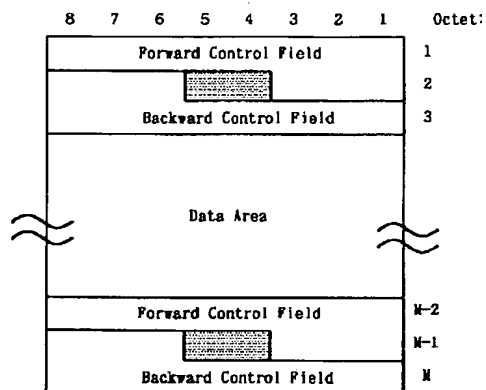 8 7 6 5 4 3 2 1 Octet:
Forward Control Field 1
2
Backward Control Field 3
Data Area
Forward Control Field M-2
M-1
Backward Control Field M